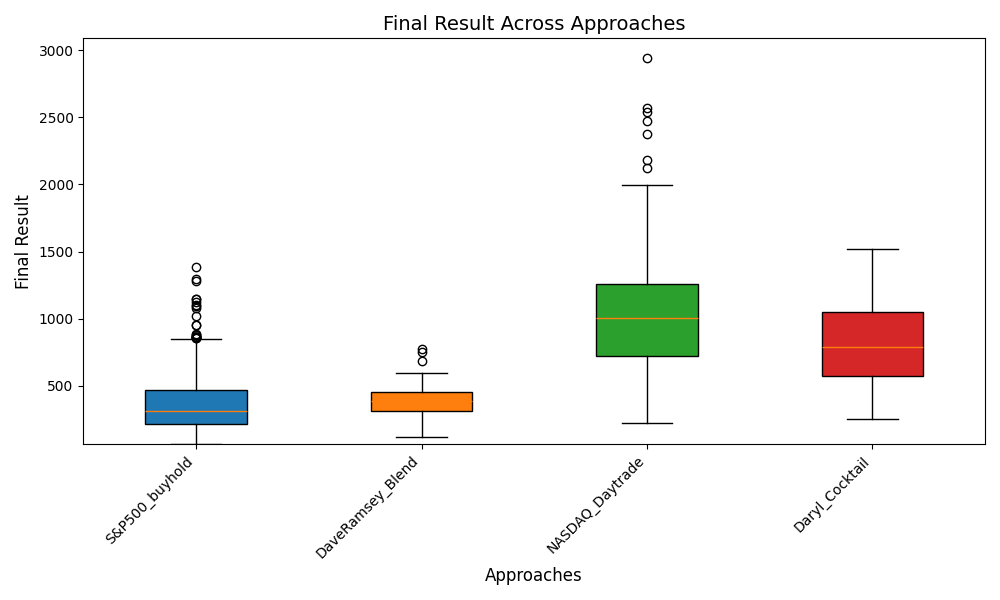 Final Result Across Approaches
3000
2500
2000
1500
1000
500
Final Result
S&P500_buyhold
DaveRamsey_Blend
NASDAQ_Daytrade
Daryl_Cocktail
Approaches